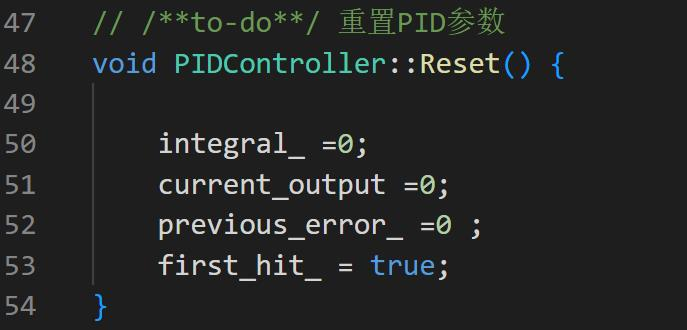 47 // /**to-do**/ 重置PID参数
48 void PIDController::Reset() {
49
50 integral_ =0;
51 current_output =0;
52 previous_error_ =0 ;
53 first_hit_ = true;
54 }